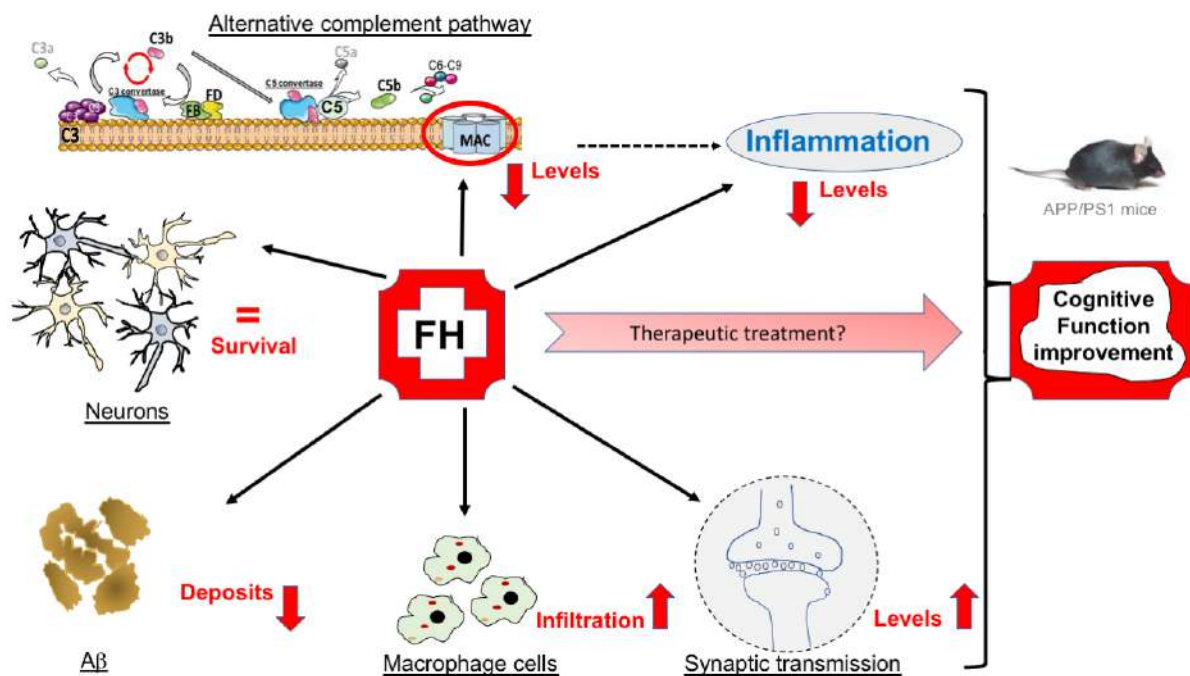 Alternative complement pathway
C3a
C3b
C5a
C6-C9
C3 convertase
FD
FB
C3
C5 convertase
C5
C5b
MAC
Levels
Inflammation
Levels
APP/PS1 mice
=
Survival
Neurons
FH
Therapeutic treatment?
Cognitive
Function
improvement
Deposits
Aβ
Infiltration
Macrophage cells
Levels
Synaptic transmission